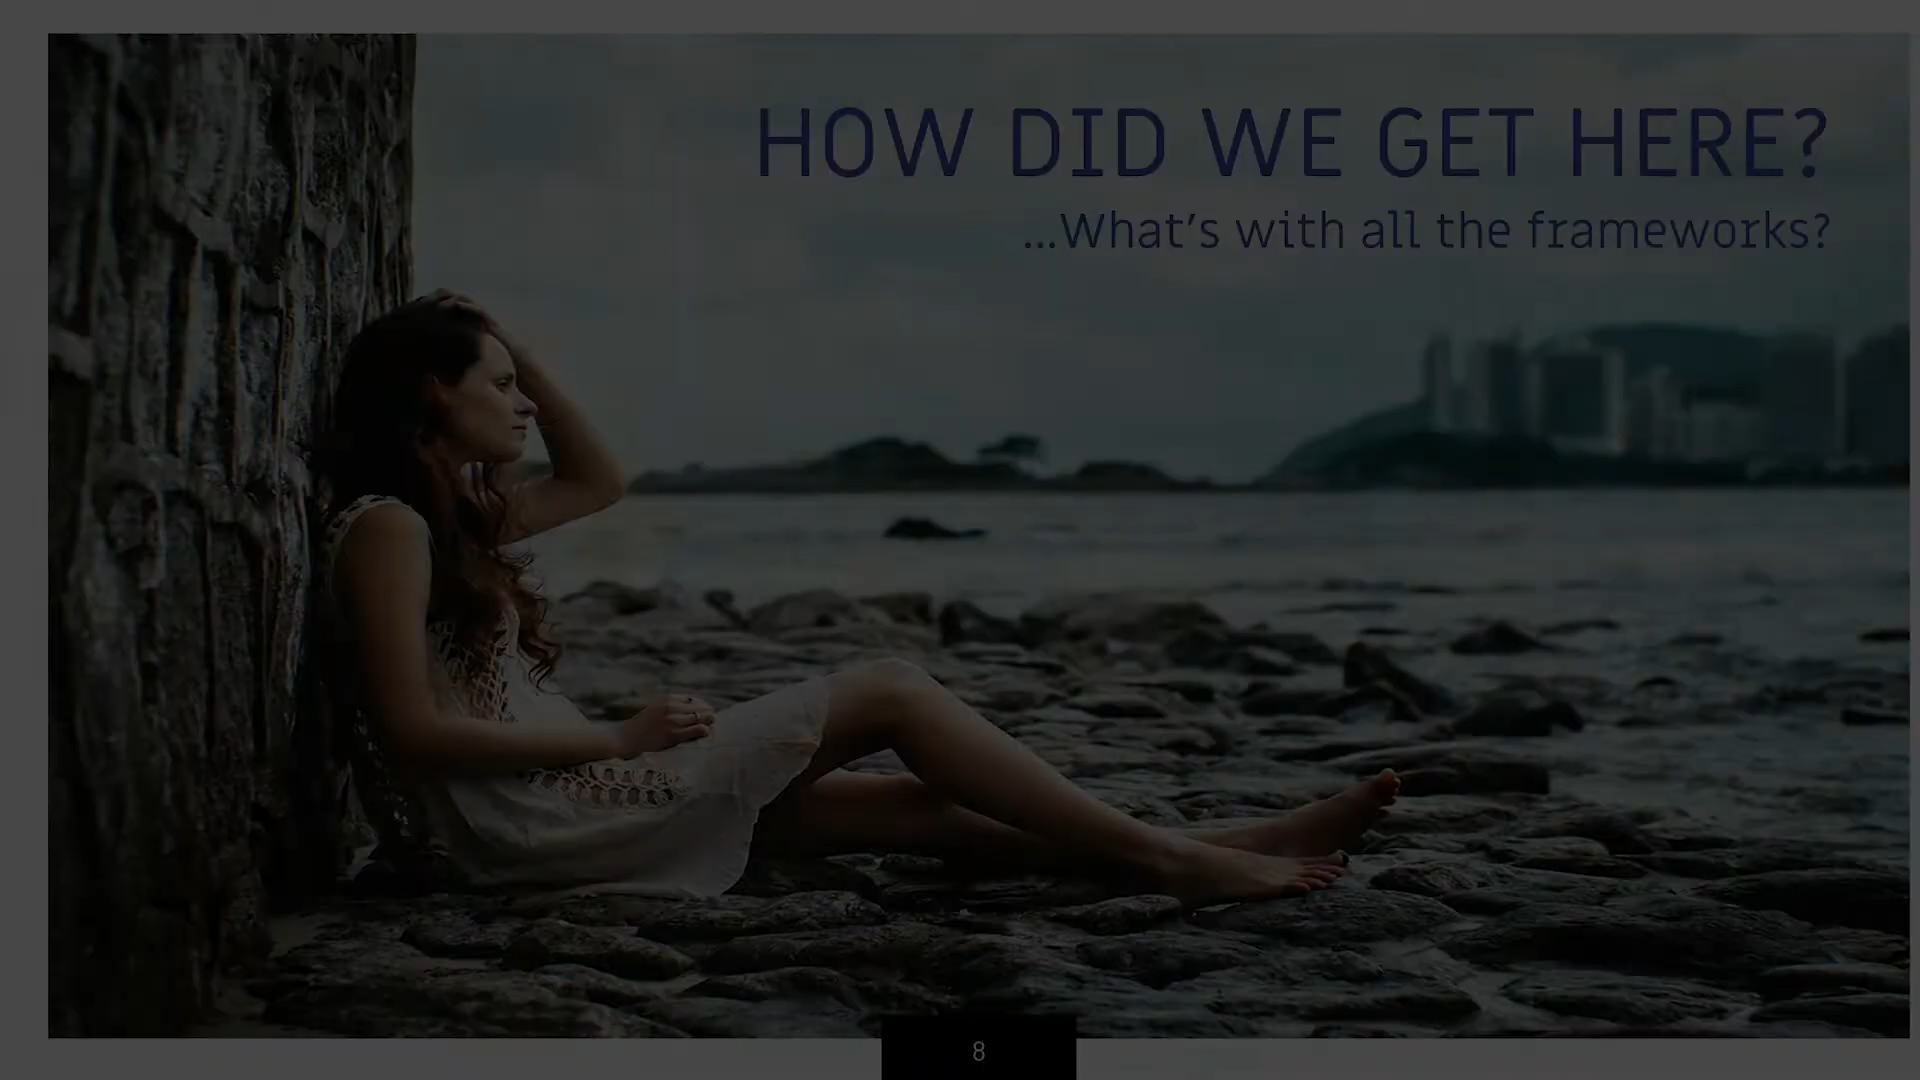 HOW DID WE GET HERE?
...What's with all the frameworks?
8